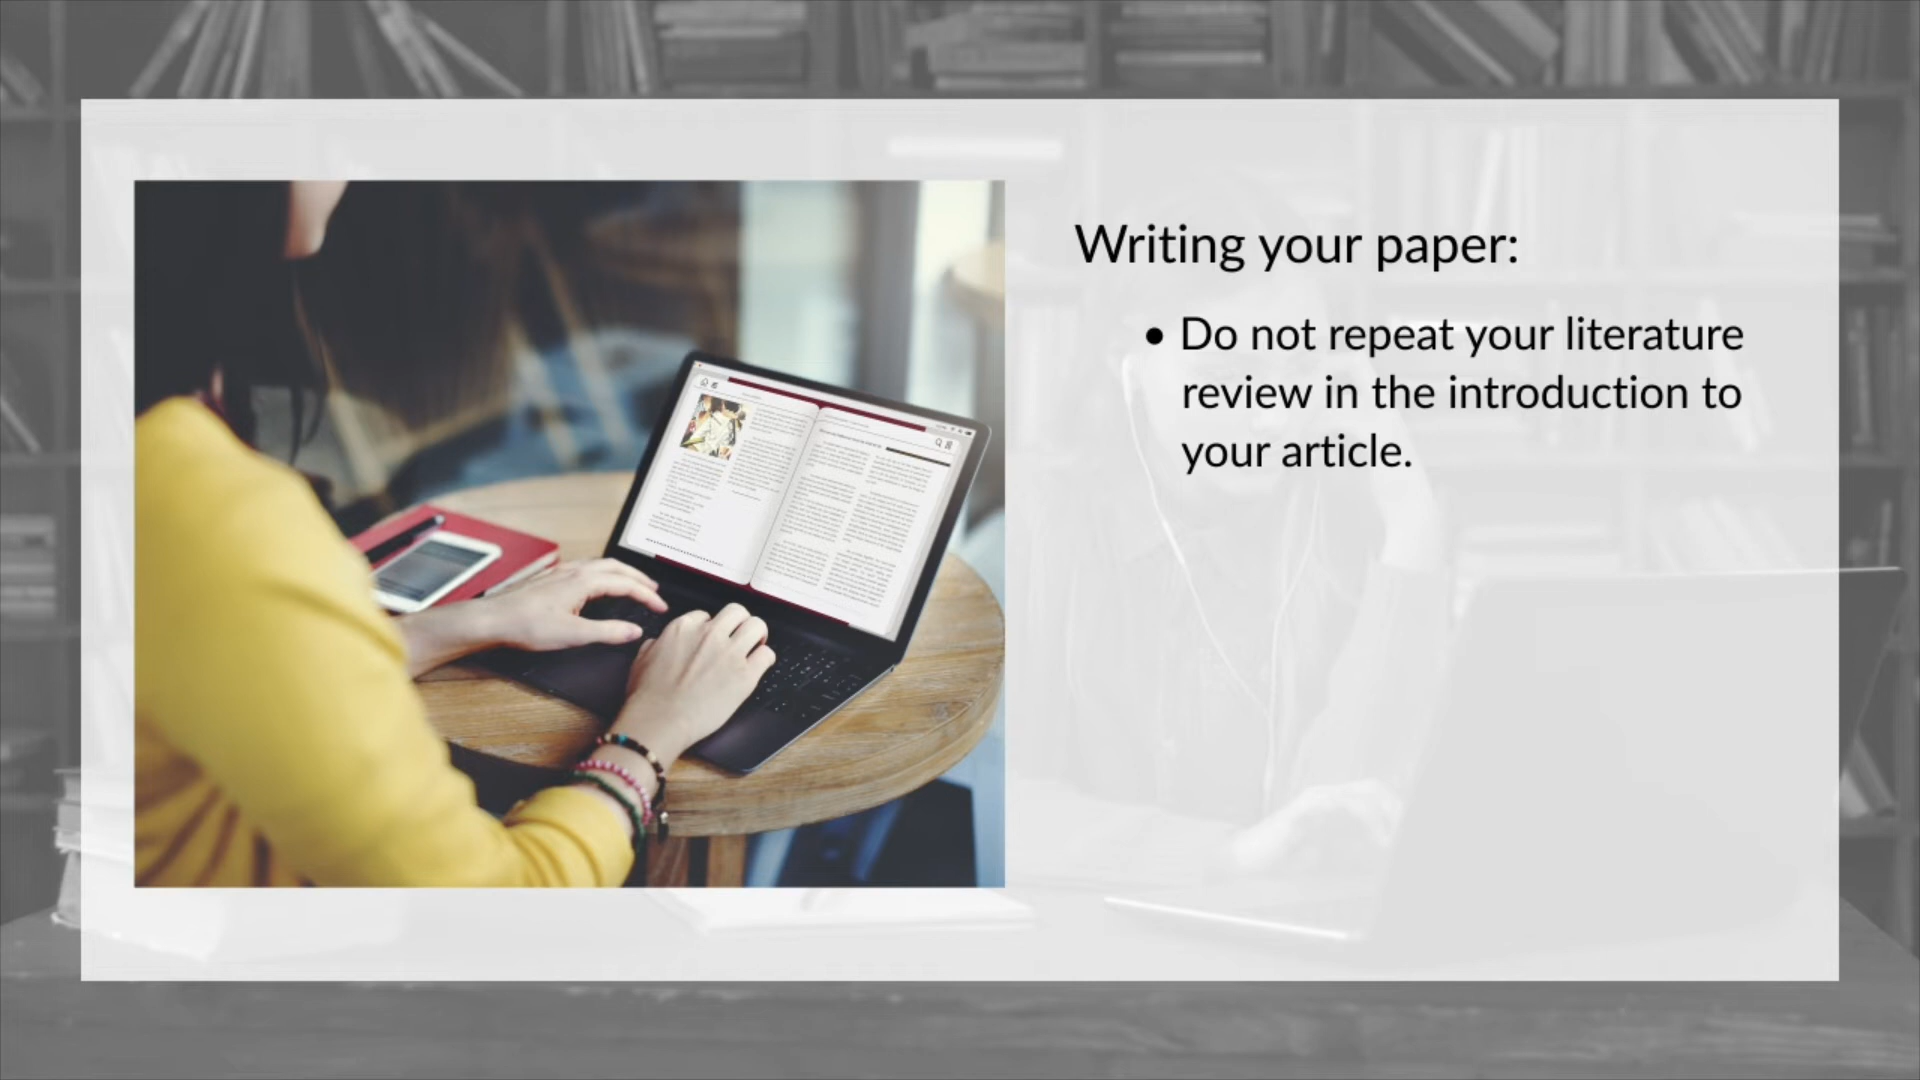 Writing your paper:
• Do not repeat your literature
review in the introduction to
your article.